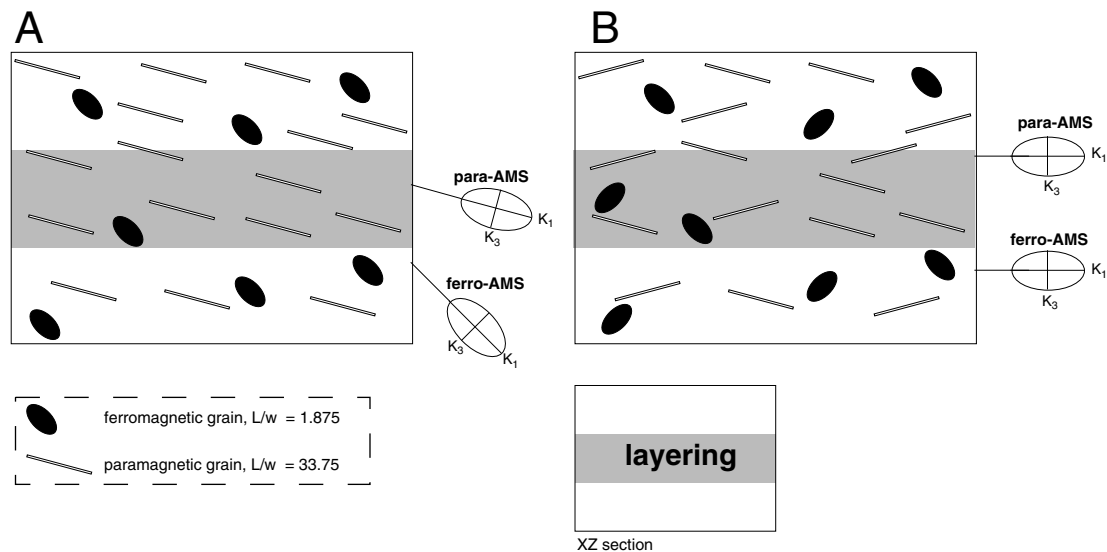 A
B
para-AMS
K1
K3
ferro-AMS
K3
K1
para-AMS
K1
K3
ferro-AMS
K1
K3
ferromagnetic grain, L/w = 1.875
paramagnetic grain, L/w = 33.75
layering
XZ section